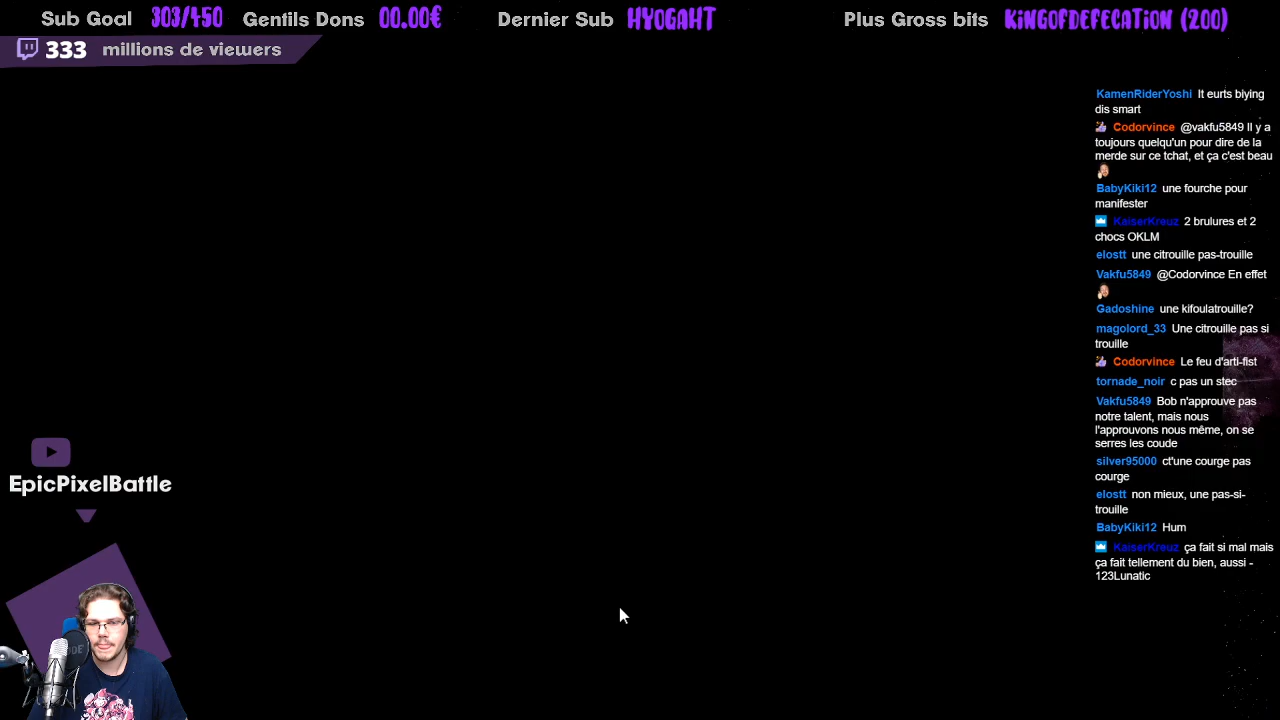 Sub Goal 303/450 Gentils Dons 00.00€ Dernier Sub HYOGAHT Plus Gross bits KINGOFDEFECATION (200)
333 millions de viewers
KamenRiderYoshi It eurts biying
dis smart
Codorvince @vakfu5849 Il y a
toujours quelqu'un pour dire de la
merde sur ce tchat, et ça c'est beau
BabyKiki12 une fourche pour
manifester
KaiserKreuz 2 brulures et 2
chocs OKLM
elostt une citrouille pas-trouille
Vakfu5849 @Codorvince En effet
Gadoshine une kifoulatrouille?
magolord_33 Une citrouille pas si
trouille
Codorvince Le feu d'arti-fist
tornade_noir c pas un stec
Vakfu5849 Bob n'approuve pas
notre talent, mais nous
l'approuvons nous même, on se
serres les coude
silver95000 ct'une courge pas
courge
elostt non mieux, une pas-si-
trouille
BabyKiki12 Hum
KaiserKreuz ça fait si mal mais
ça fait tellement du bien, aussi -
123Lunatic
EpicPixelBattle